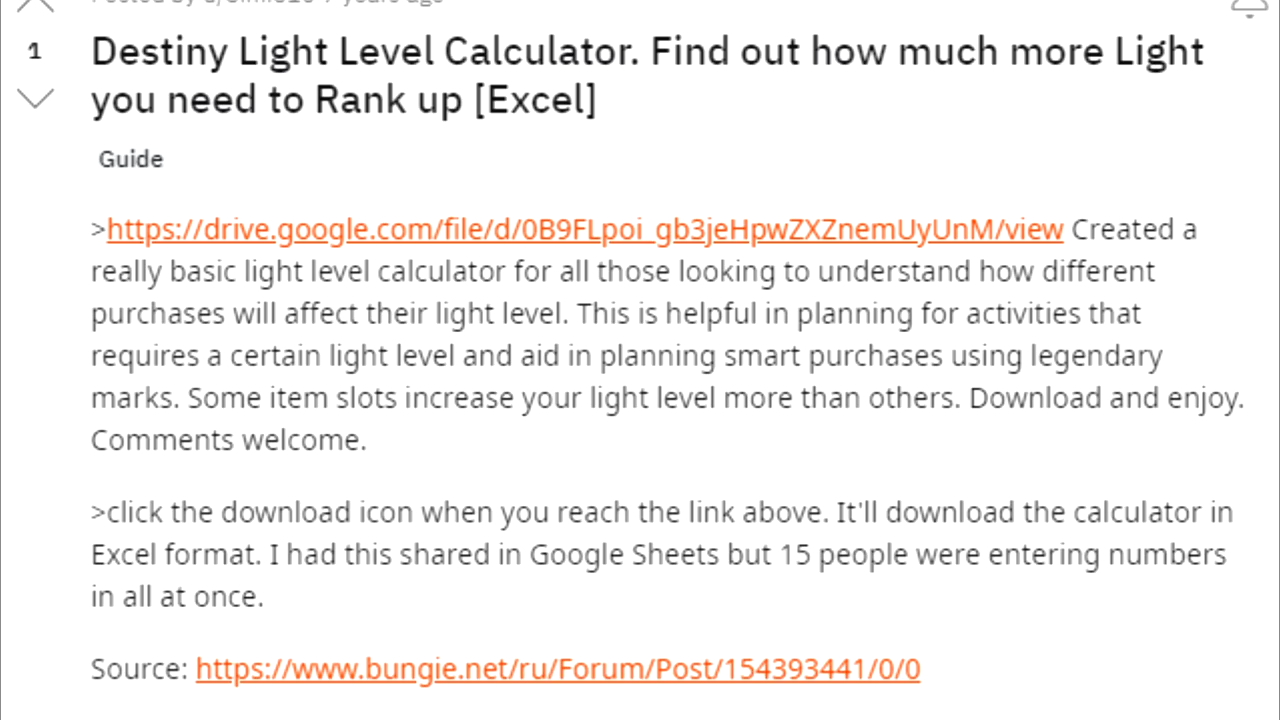 1
Destiny Light Level Calculator. Find out how much more Light
you need to Rank up [Excel]
Guide
>https://drive.google.com/file/d/0B9FLpoi_gb3jeHpwZXZnemUyUnM/view Created a
really basic light level calculator for all those looking to understand how different
purchases will affect their light level. This is helpful in planning for activities that
requires a certain light level and aid in planning smart purchases using legendary
marks. Some item slots increase your light level more than others. Download and enjoy.
Comments welcome.
>click the download icon when you reach the link above. It'll download the calculator in
Excel format. I had this shared in Google Sheets but 15 people were entering numbers
in all at once.
Source: https://www.bungie.net/ru/Forum/Post/154393441/0/0